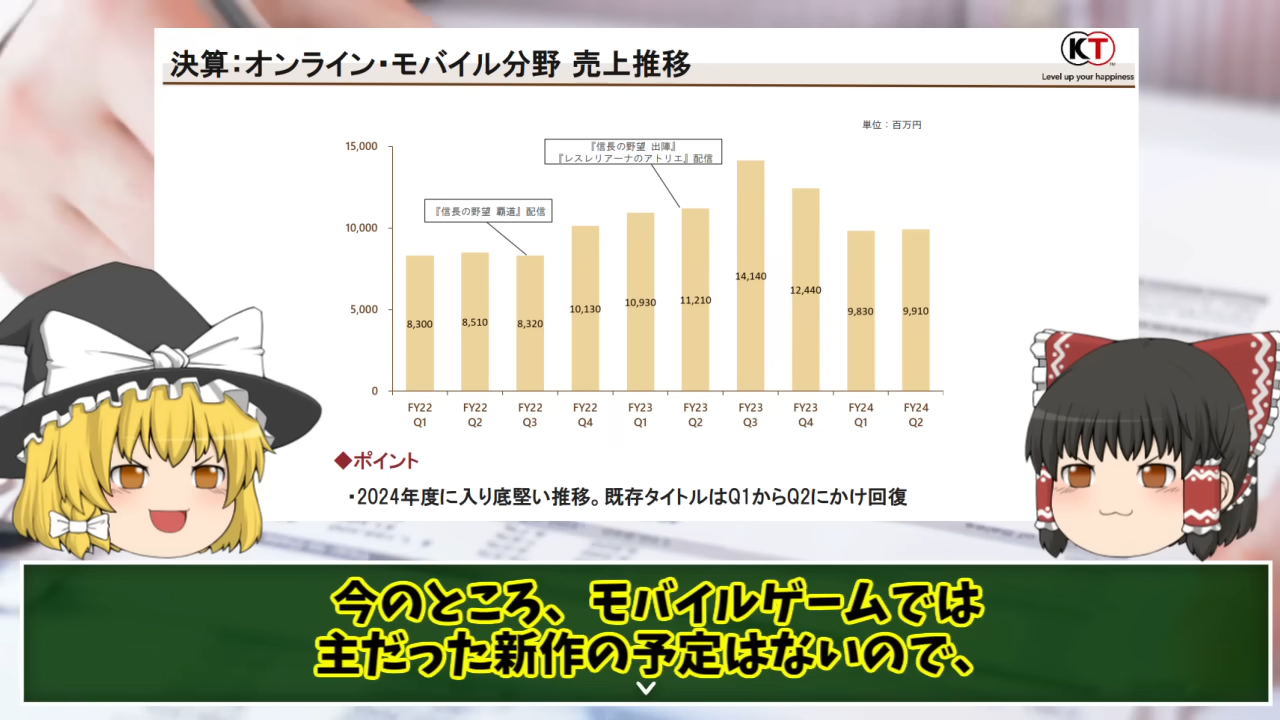 決算：オンライン・モバイル分野 売上推移
KT
Level up your happiness
単位：百万円
15,000
10,000
5,000
0
『信長の野望 出陣』
『レスレリアーナのアトリエ』配信
『信長の野望 覇道』配信
8,300
8,510
8,320
10,130
10,930
11,210
14,140
12,440
9,830
9,910
FY22 Q1
FY22 Q2
FY22 Q3
FY22 Q4
FY23 Q1
FY23 Q2
FY23 Q3
FY23 Q4
FY24 Q1
FY24 Q2
◆ポイント
・2024年度に入り底堅い推移。既存タイトルはQ1からQ2にかけ回復
今のところ、モバイルゲームでは
主だった新作の予定はないので、